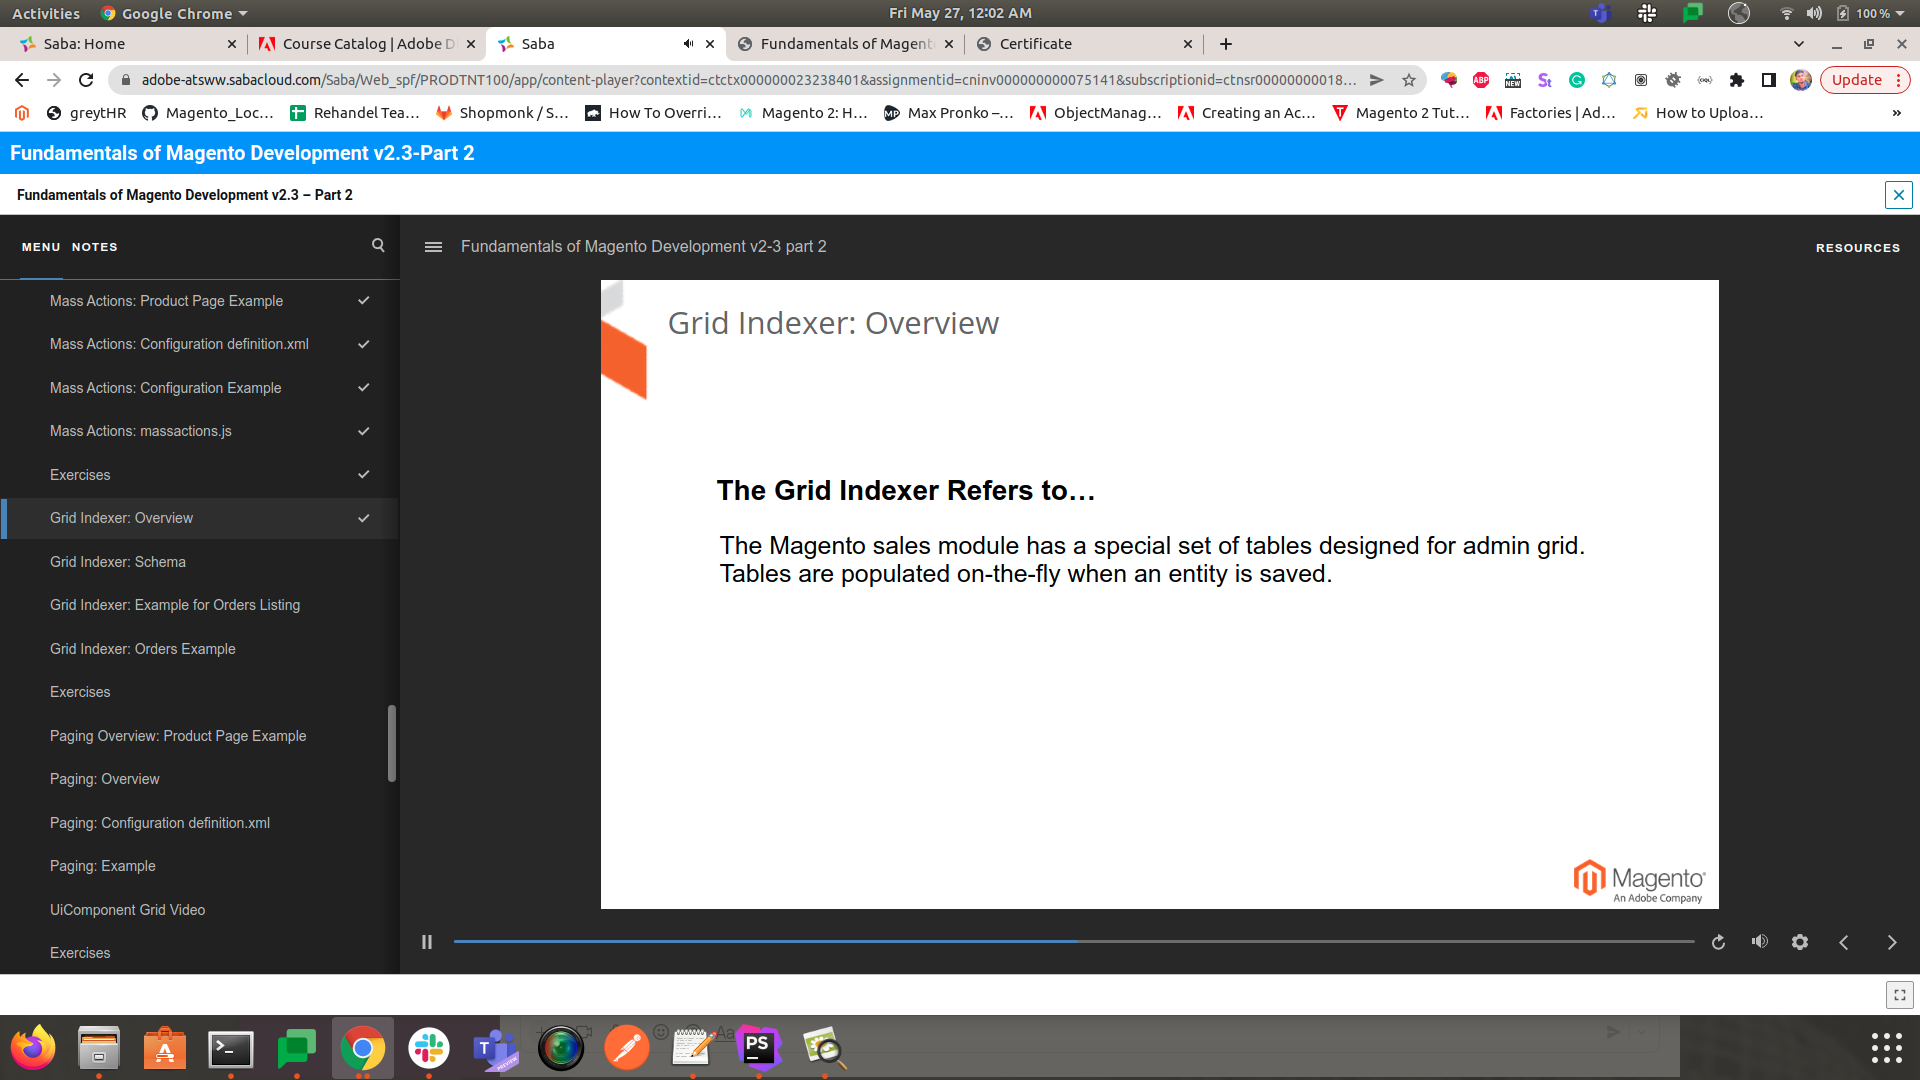 Activities
Google Chrome
Fri May 27, 12:02 AM
100 %
Saba: Home
Course Catalog | Adobe D
Saba
Fundamentals of Magent
Certificate
adobe-atsww.sabacloud.com/Saba/Web_spf/PRODTNT100/app/content-player?contextid=ctctx000000023238401&assignmentid=cninv000000000075141&subscriptionid=ctnsr00000000018...
Update
greytHR
Magento_Loc...
Rehandel Tea...
Shopmonk / S...
How To Overri...
Magento 2: H...
Max Pronko –...
ObjectManag...
Creating an Ac...
Magento 2 Tut...
Factories | Ad...
How to Uploa...
Fundamentals of Magento Development v2.3-Part 2
Fundamentals of Magento Development v2.3 – Part 2
MENU NOTES
Fundamentals of Magento Development v2-3 part 2
RESOURCES
Mass Actions: Product Page Example
Mass Actions: Configuration definition.xml
Mass Actions: Configuration Example
Mass Actions: massactions.js
Exercises
Grid Indexer: Overview
Grid Indexer: Schema
Grid Indexer: Example for Orders Listing
Grid Indexer: Orders Example
Exercises
Paging Overview: Product Page Example
Paging: Overview
Paging: Configuration definition.xml
Paging: Example
UiComponent Grid Video
Exercises
Grid Indexer: Overview
The Grid Indexer Refers to...
The Magento sales module has a special set of tables designed for admin grid.
Tables are populated on-the-fly when an entity is saved.
Magento
An Adobe Company